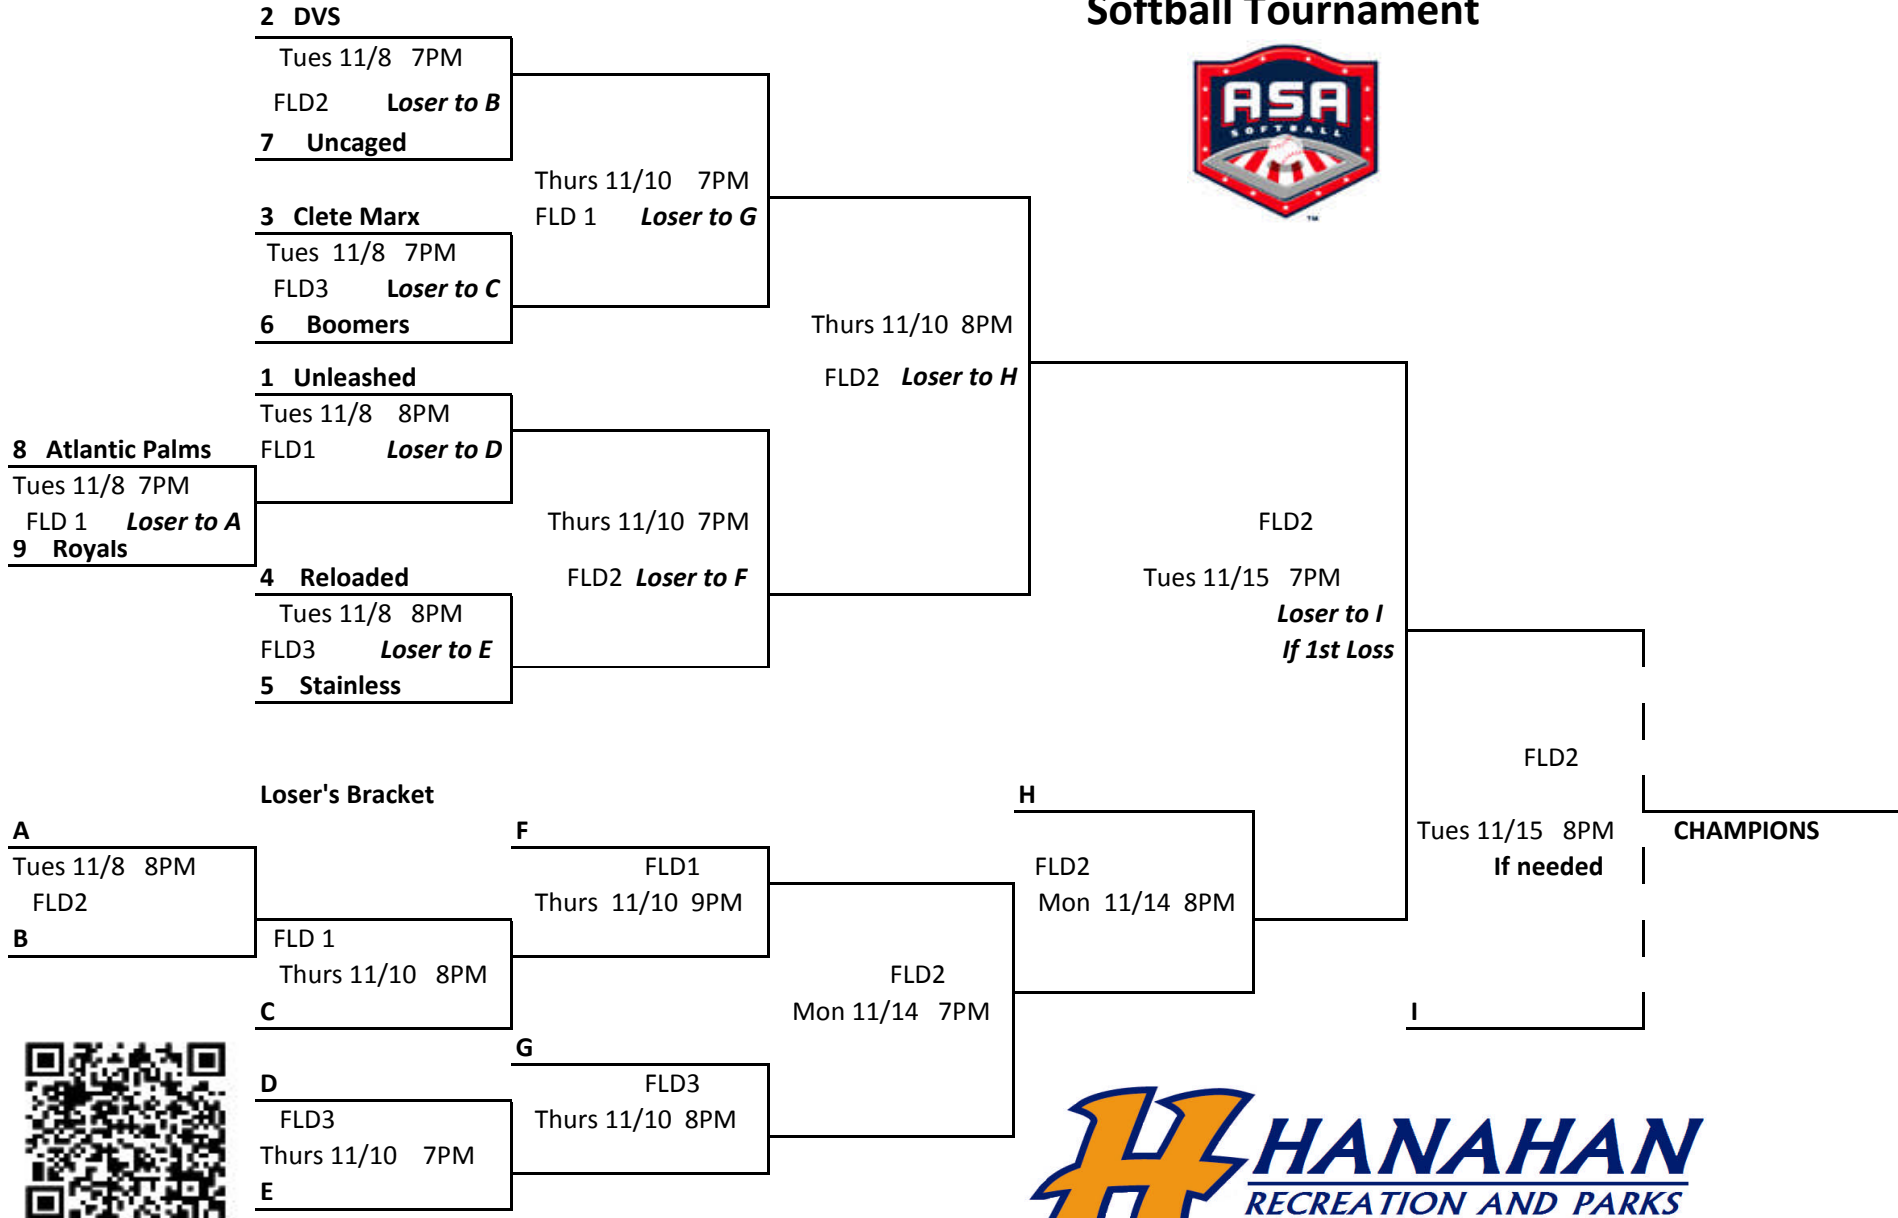 Softball Tournament
ASA
SOFTBALL
TM
2 DVS
Tues 11/8 7PM
FLD2 Loser to B
7 Uncaged
Thurs 11/10 7PM
FLD 1 Loser to G
3 Clete Marx
Tues 11/8 7PM
FLD3 Loser to C
6 Boomers
Thurs 11/10 8PM
FLD2 Loser to H
1 Unleashed
Tues 11/8 8PM
FLD1 Loser to D
8 Atlantic Palms
Tues 11/8 7PM
FLD 1 Loser to A
9 Royals
Thurs 11/10 7PM
FLD2 Loser to F
4 Reloaded
Tues 11/8 8PM
FLD3 Loser to E
5 Stainless
FLD2
Tues 11/15 7PM
Loser to I
If 1st Loss
FLD2
Tues 11/15 8PM
If needed
CHAMPIONS
Loser's Bracket
A
Tues 11/8 8PM
FLD2
B
FLD 1
Thurs 11/10 8PM
C
D
FLD3
Thurs 11/10 7PM
E
F
FLD1
Thurs 11/10 9PM
G
FLD3
Thurs 11/10 8PM
FLD2
Mon 11/14 7PM
H
FLD2
Mon 11/14 8PM
I
H HANAHAN
RECREATION AND PARKS